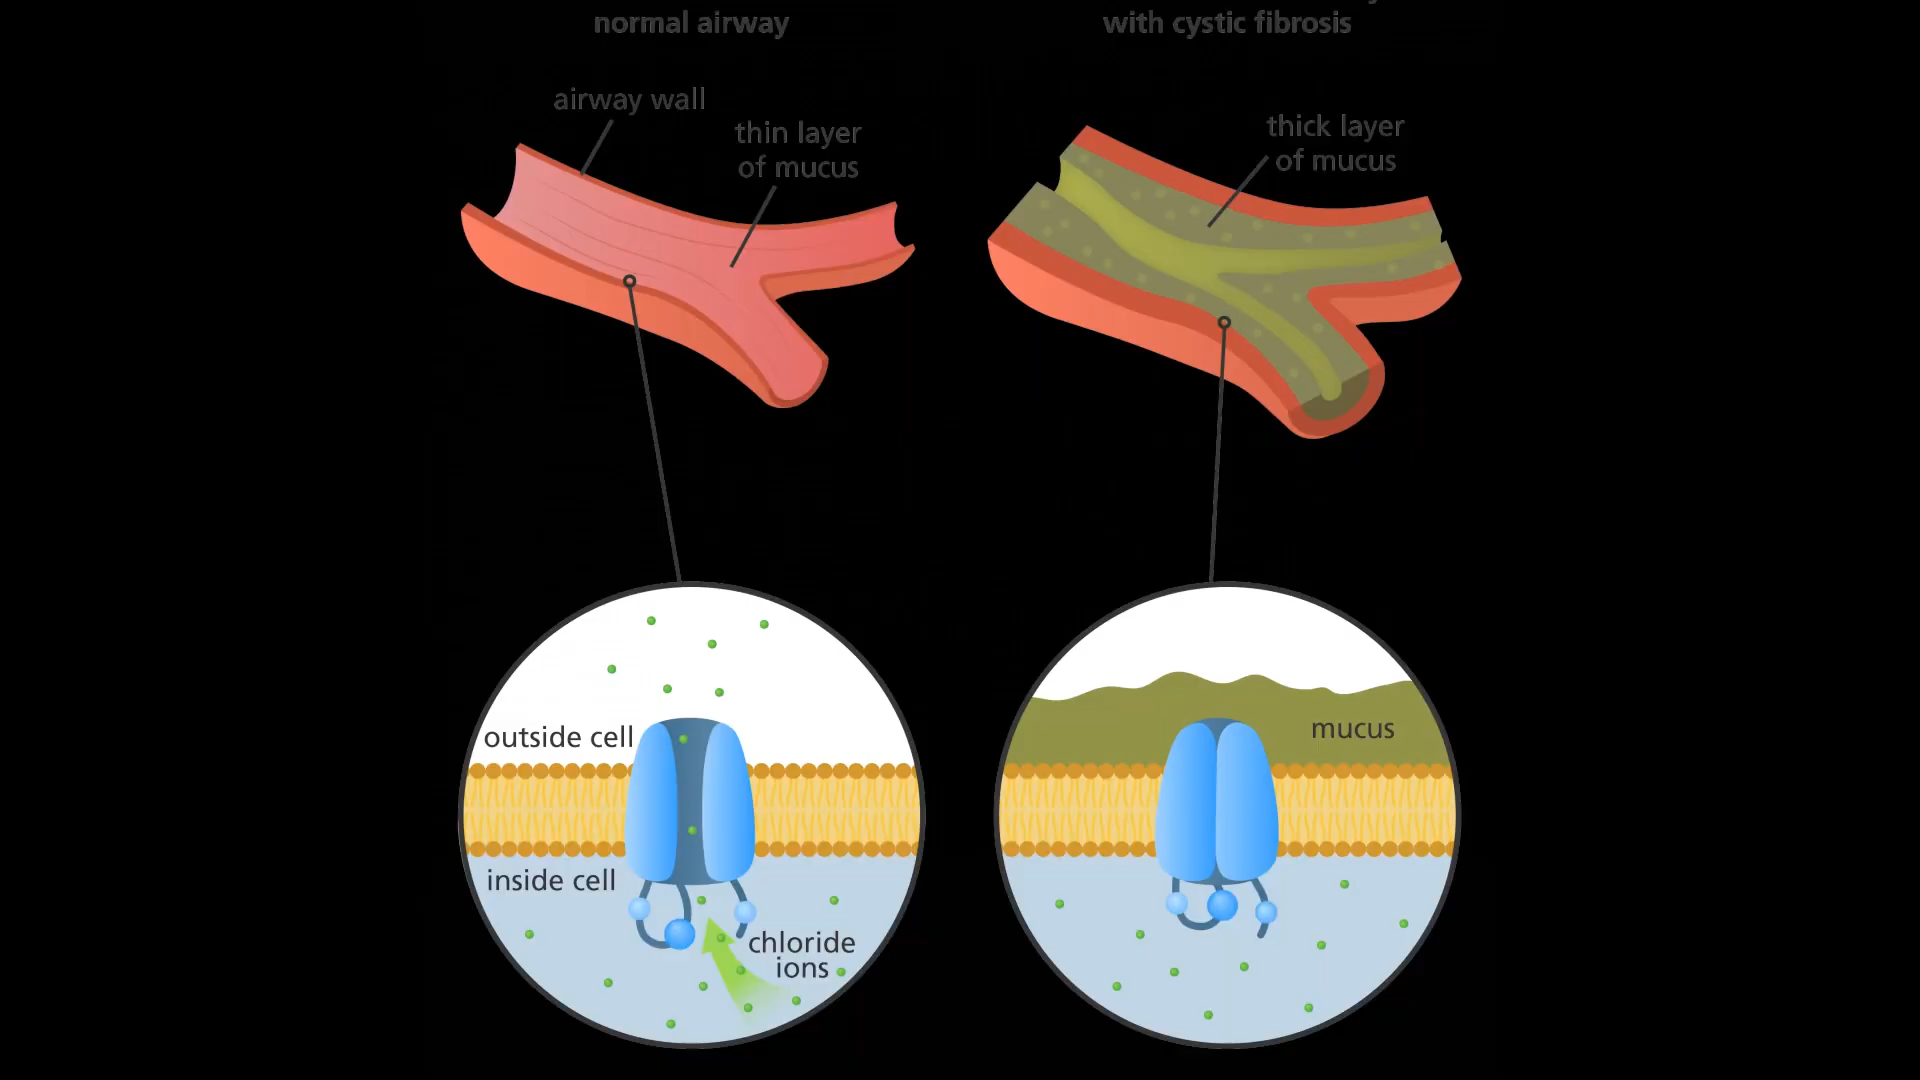 normal airway
with cystic fibrosis
airway wall
thin layer
of mucus
thick layer
of mucus
outside cell
inside cell
chloride
ions
mucus